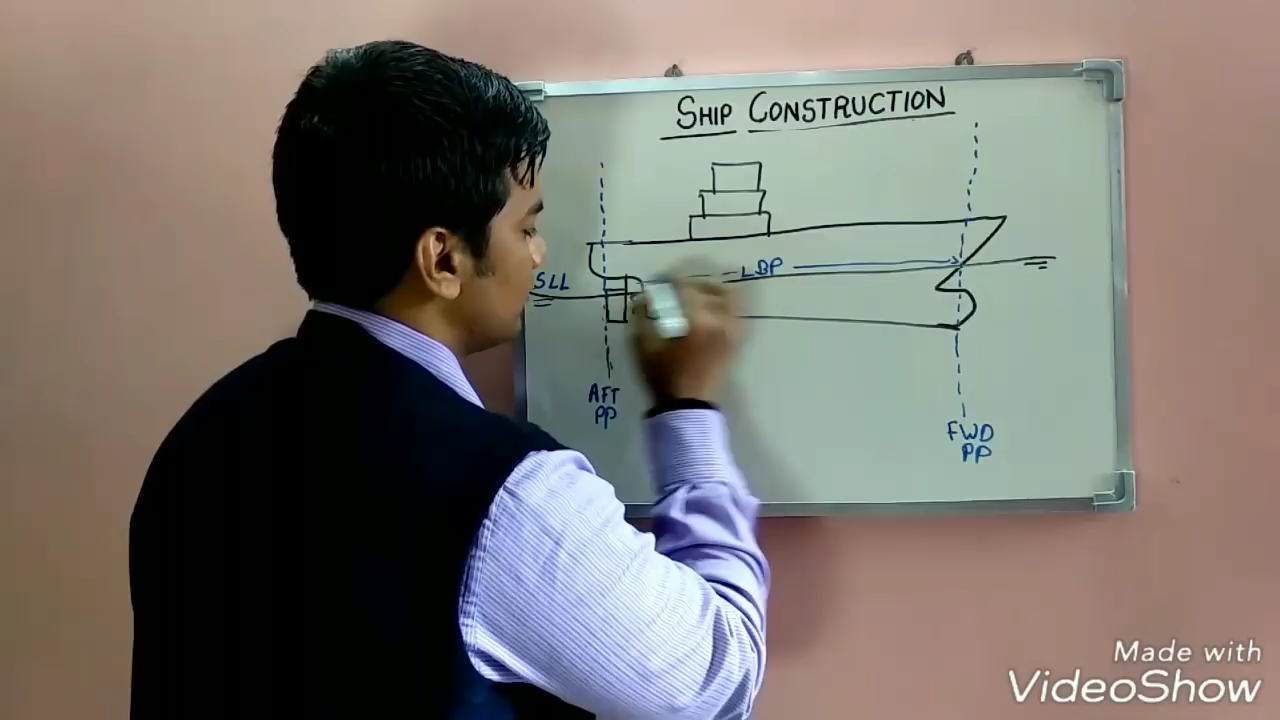 SHIP CONSTRUCTION
SLL
LBP
AFT
PP
FWD
PP
Made with
VideoShow